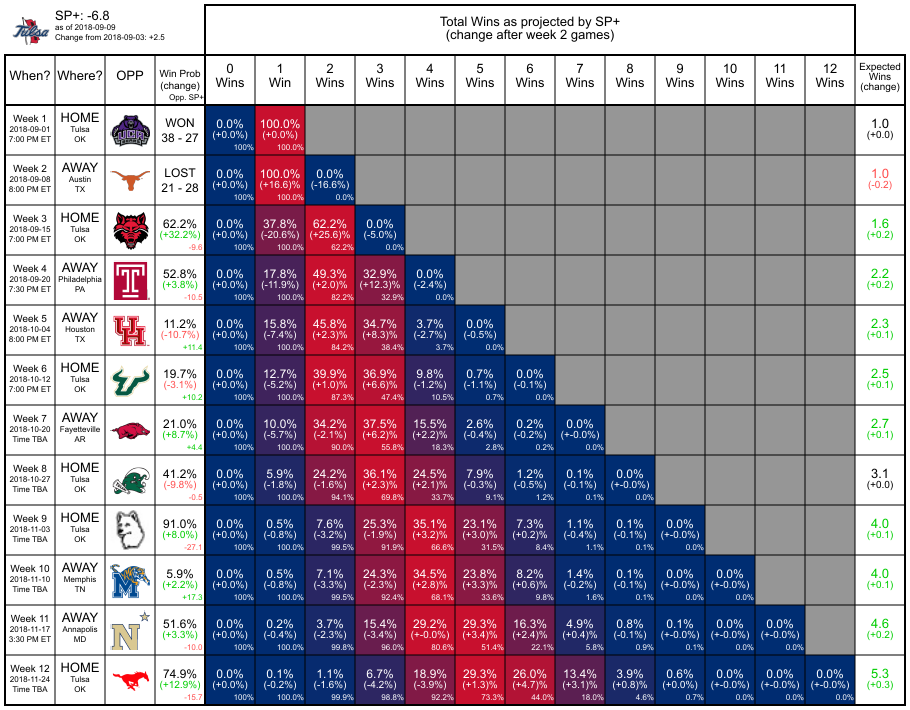 Tulsa
SP+: -6.8
as of 2018-09-09
Change from 2018-09-03: +2.5
Total Wins as projected by SP+
(change after week 2 games)
When? Where? OPP Win Prob (change) Opp. SP+ 0 Wins 1 Win 2 Wins 3 Wins 4 Wins 5 Wins 6 Wins 7 Wins 8 Wins 9 Wins 10 Wins 11 Wins 12 Wins Expected Wins (change)
Week 1 HOME WON 0.0% 100.0% 1.0
2018-09-01 Tulsa (+0.0%) (+0.0%) (+0.0)
7:00 PM ET OK 38 - 27 100% 100.0%
Week 2 AWAY LOST 0.0% 100.0% 0.0% 1.0
2018-09-08 Austin (+0.0%) (+16.6)% (-16.6%) (-0.2)
8:00 PM ET TX 21 - 28 100% 100.0% 0.0%
Week 3 HOME 62.2% 0.0% 37.8% 62.2% 0.0% 1.6
2018-09-15 Tulsa (+32.2%) (+0.0%) (-20.6%) (+25.6)% (-5.0%) (+0.2)
7:00 PM ET OK -9.6 100% 100.0% 62.2% 0.0%
Week 4 AWAY T 52.8% 0.0% 17.8% 49.3% 32.9% 0.0% 2.2
2018-09-20 Philadelphia (+3.8%) (+0.0%) (-11.9%) (+2.0)% (+12.3%) (-2.4%) (+0.2)
7:30 PM ET PA -10.5 100% 100.0% 82.2% 32.9% 0.0%
Week 5 AWAY UH 11.2% 0.0% 15.8% 45.8% 34.7% 3.7% 0.0% 2.3
2018-10-04 Houston (-10.7%) (+0.0%) (-7.4%) (+2.3)% (+8.3%) (-2.7%) (-0.5%) (+0.1)
8:00 PM ET TX +11.4 100% 100.0% 84.2% 38.4% 3.7% 0.0%
Week 6 HOME 19.7% 0.0% 12.7% 39.9% 36.9% 9.8% 0.7% 0.0% 2.5
2018-10-12 Tulsa (-3.1%) (+0.0%) (-5.2%) (+1.0)% (+6.6%) (-1.2%) (-1.1%) (-0.1%) (+0.1)
7:00 PM ET OK +10.2 100% 100.0% 87.3% 47.4% 10.5% 0.7% 0.0%
Week 7 AWAY 21.0% 0.0% 10.0% 34.2% 37.5% 15.5% 2.6% 0.2% 0.0% 2.7
2018-10-20 Fayetteville (+8.7%) (+0.0%) (-5.7%) (-2.1%) (+6.2)% (+2.2%) (-0.4%) (-0.2%) (+-0.0%) (+0.1)
Time TBA AR +4.4 100% 100.0% 90.0% 55.8% 18.3% 2.8% 0.2% 0.0%
Week 8 HOME 41.2% 0.0% 5.9% 24.2% 36.1% 24.5% 7.9% 1.2% 0.1% 0.0% 3.1
2018-10-27 Tulsa (-9.8%) (+0.0%) (-1.8%) (-1.6%) (+2.3)% (+2.1%) (-0.3%) (-0.5%) (-0.1%) (+-0.0%) (+0.0)
Time TBA OK -0.5 100% 100.0% 94.1% 69.8% 33.7% 9.1% 1.2% 0.1% 0.0%
Week 9 HOME 91.0% 0.0% 0.5% 7.6% 25.3% 35.1% 23.1% 7.3% 1.1% 0.1% 0.0% 4.0
2018-11-03 Tulsa (+8.0%) (+0.0%) (-0.8%) (-3.2%) (-1.9%) (+3.2)% (+3.0%) (+0.2%) (-0.4%) (-0.1%) (+-0.0%) (+0.1)
Time TBA OK -27.1 100% 100.0% 99.5% 91.9% 66.6% 31.5% 8.4% 1.1% 0.1% 0.0%
Week 10 AWAY M 5.9% 0.0% 0.5% 7.1% 24.3% 34.5% 23.8% 8.2% 1.4% 0.1% 0.0% 0.0% 4.0
2018-11-10 Memphis (+2.2%) (+0.0%) (-0.8%) (-3.3%) (-2.3%) (+2.8)% (+3.3%) (+0.6%) (-0.2%) (-0.1%) (+-0.0%) (+-0.0%) (+0.1)
Time TBA TN +17.3 100% 100.0% 99.5% 92.4% 68.1% 33.6% 9.8% 1.6% 0.1% 0.0% 0.0%
Week 11 AWAY N 51.6% 0.0% 0.2% 3.7% 15.4% 29.2% 29.3% 16.3% 4.9% 0.8% 0.1% 0.0% 0.0% 4.6
2018-11-17 Annapolis (+3.3%) (+0.0%) (-0.4%) (-2.3%) (-3.4%) (+-0.0%) (+3.4)% (+2.4%) (+0.4%) (-0.1%) (+-0.0%) (+-0.0%) (+-0.0%) (+0.2)
3:30 PM ET MD -10.0 100% 100.0% 99.8% 96.0% 80.6% 51.4% 22.1% 5.8% 0.9% 0.1% 0.0% 0.0%
Week 12 HOME 74.9% 0.0% 0.1% 1.1% 6.7% 18.9% 29.3% 26.0% 13.4% 3.9% 0.6% 0.0% 0.0% 0.0% 5.3
2018-11-24 Tulsa (+12.9%) (+0.0%) (-0.2%) (-1.6%) (-4.2%) (-3.9%) (+1.3)% (+4.7%) (+3.1%) (+0.8%) (+-0.0%) (+-0.0%) (+-0.0%) (+-0.0%) (+0.3)
Time TBA OK -15.7 100% 100.0% 99.9% 98.8% 92.2% 73.3% 44.0% 18.0% 4.6% 0.7% 0.0% 0.0% 0.0%